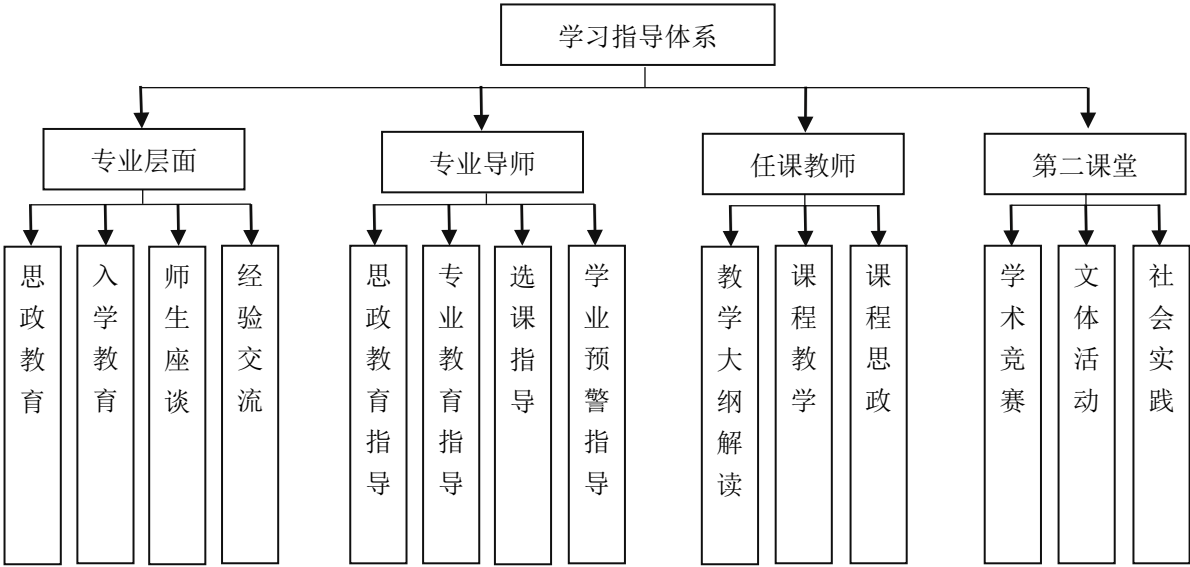 学习指导体系
专业层面
专业导师
任课教师
第二课堂
思政教育
入学教育
师生座谈
经验交流
思政教育指导
专业教育指导
选课指导
学业预警指导
教学大纲解读
课程教学
课程思政
学术竞赛
文体活动
社会实践